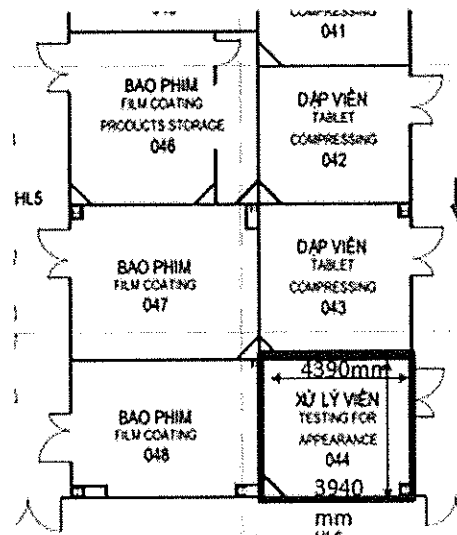 COMPRESSING
041
BAO PHIM
FILM COATING
PRODUCTS STORAGE
046
DẬP VIÊN
TABLET
COMPRESSING
042
HL5
BAO PHIM
FILM COATING
047
DẬP VIÊN
TABLET
COMPRESSING
043
BAO PHIM
FILM COATING
048
4390mm
XỬ LÝ VIÊN
TESTING FOR
APPEARANCE
044
3940
mm